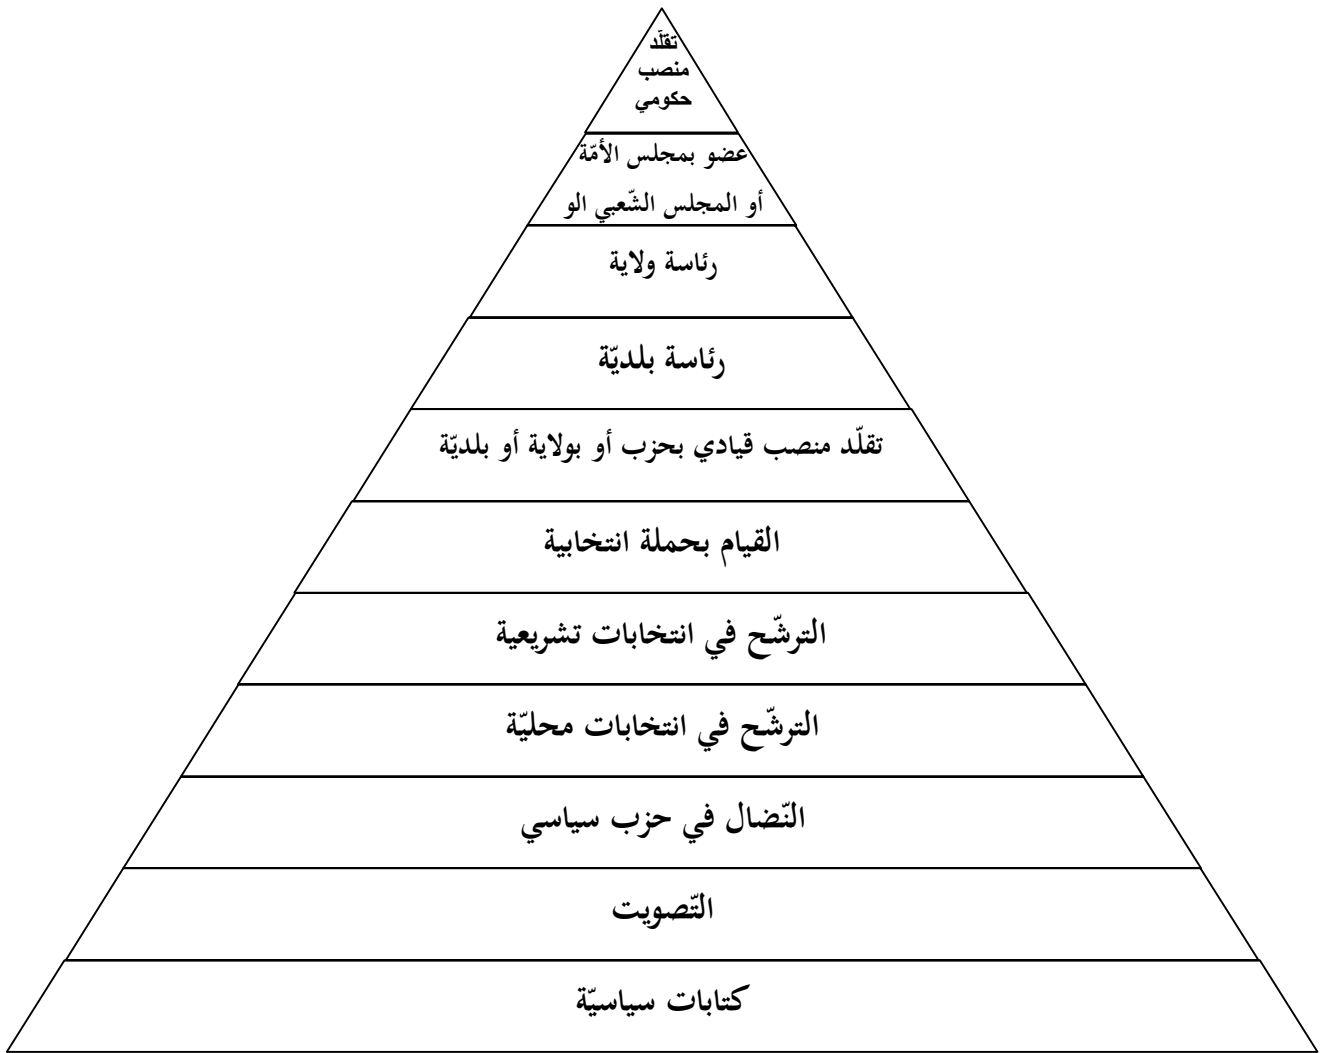 تقلّد
منصب
حكومي
عضو بمجلس الأمّة
أو المجلس الشّعبي الو
رئاسة ولاية
رئاسة بلديّة
تقلّد منصب قيادي بحزب أو بولاية أو بلديّة
القيام بحملة انتخابية
الترشّح في انتخابات تشريعية
الترشّح في انتخابات محليّة
النّضال في حزب سياسي
التّصويت
كتابات سياسيّة